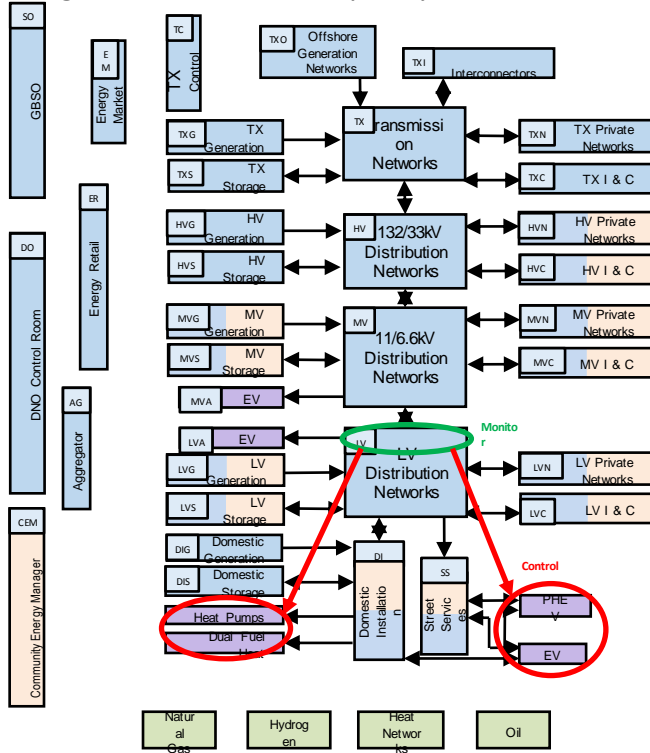 SO
GBSO
EM
Energy Market
TC
TX Control
TXO
Offshore
Generation
Networks
TXI
Interconnectors
TXG
TX
Generation
TX
ransmissi
on
Networks
TXN
TX Private
Networks
TXS
TX
Storage
TXC
TX I & C
ER
Energy Retail
HVG
HV
Generation
HV
132/33kV
Distribution
Networks
HVN
HV Private
Networks
HVS
HV
Storage
HVC
HV I & C
DO
DNO Control Room
MVG
MV
Generation
MV
11/6.6kV
Distribution
Networks
MVN
MV Private
Networks
MVS
MV
Storage
MVC
MV I & C
MVA
EV
AG
Aggregator
LVA
EV
Monito
r
LV
LV
Distribution
Networks
LVG
LV
Generation
LVN
LV Private
Networks
LVS
LV
Storage
LVC
LV I & C
CEM
Community Energy Manager
DIG
Domestic
Generation
DI
Domestic
Installatio
n
SS
Street
Servic
es
DIS
Domestic
Storage
Control
Heat Pumps
PHE
V
Dual Fuel
EV
Natur
al
Gas
Hydrog
en
Heat
Networ
ks
Oil